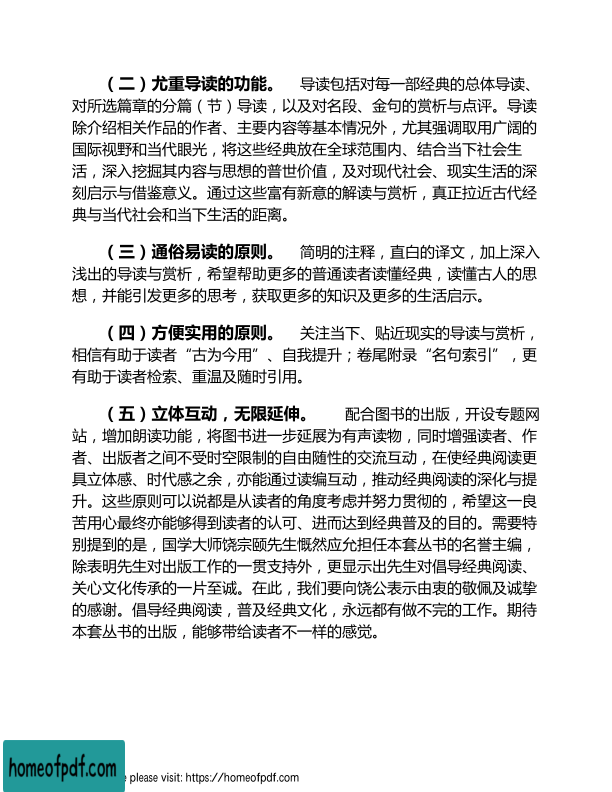 （二）尤重导读的功能。 导读包括对每一部经典的总体导读、
对所选篇章的分篇（节）导读，以及对名段、金句的赏析与点评。导读
除介绍相关作品的作者、主要内容等基本情况外，尤其强调取用广阔的
国际视野和当代眼光，将这些经典放在全球范围内、结合当下社会生
活，深入挖掘其内容与思想的普世价值，及对现代社会、现实生活的深
刻启示与借鉴意义。通过这些富有新意的解读与赏析，真正拉近古代经
典与当代社会和当下生活的距离。
（三）通俗易读的原则。 简明的注释，直白的译文，加上深入
浅出的导读与赏析，希望帮助更多的普通读者读懂经典，读懂古人的思
想，并能引发更多的思考，获取更多的知识及更多的生活启示。
（四）方便实用的原则。 关注当下、贴近现实的导读与赏析，
相信有助于读者“古为今用”、自我提升；卷尾附录“名句索引”，更
有助于读者检索、重温及随时引用。
（五）立体互动，无限延伸。 配合图书的出版，开设专题网
站，增加朗读功能，将图书进一步延展为有声读物，同时增强读者、作
者、出版者之间不受时空限制的自由随性的交流互动，在使经典阅读更
具立体感、时代感之余，亦能通过读编互动，推动经典阅读的深化与提
升。这些原则可以说都是从读者的角度考虑并努力贯彻的，希望这一良
苦用心最终亦能够得到读者的认可、进而达到经典普及的目的。需要特
别提到的是，国学大师饶宗颐先生慨然应允担任本套丛书的名誉主编，
除表明先生对出版工作的一贯支持外，更显示出先生对倡导经典阅读、
关心文化传承的一片至诚。在此，我们要向饶公表示由衷的敬佩及诚挚
的感谢。倡导经典阅读，普及经典文化，永远都有做不完的工作。期待
本套丛书的出版，能够带给读者不一样的感觉。
homeofpdf.com
please visit: https://homeofpdf.com